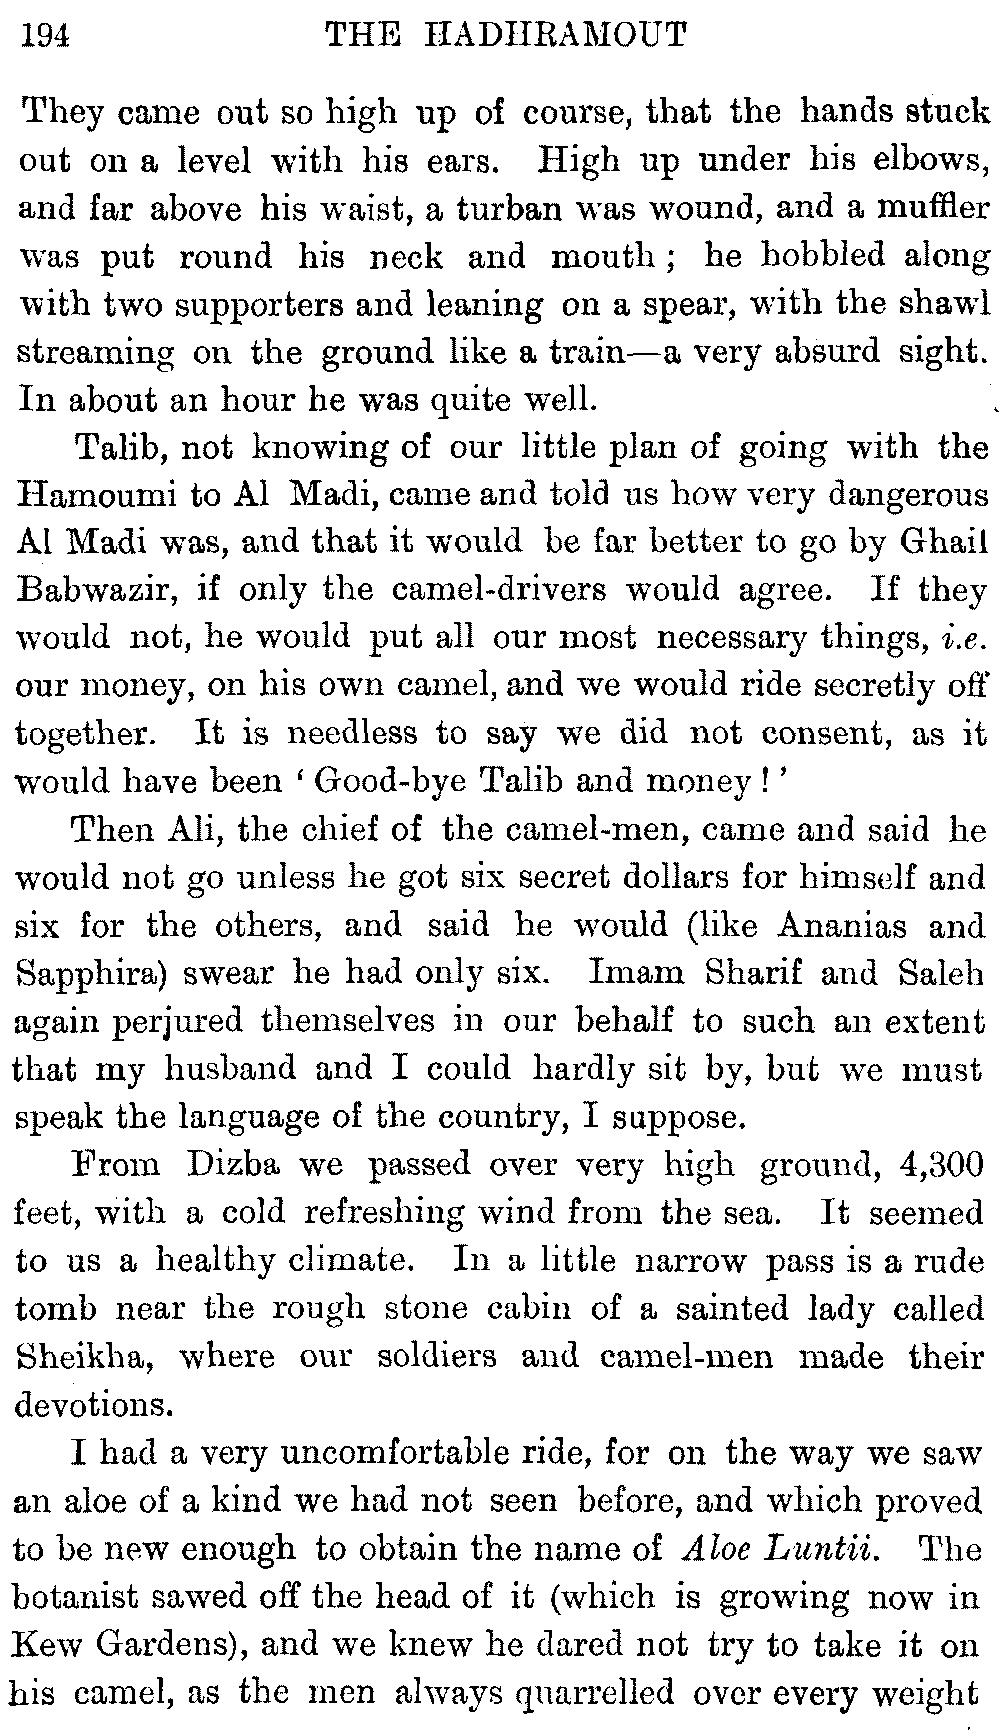 194 THE HADHRAMOUT
They came out so high up of course, that the hands stuck
out on a level with his ears. High up under his elbows,
and far above his waist, a turban was wound, and a muffler
was put round his neck and mouth ; he hobbled along
with two supporters and leaning on a spear, with the shawl
streaming on the ground like a train—a very absurd sight.
In about an hour he was quite well.
Talib, not knowing of our little plan of going with the
Hamoumi to Al Madi, came and told us how very dangerous
Al Madi was, and that it would be far better to go by Ghail
Babwazir, if only the camel-drivers would agree. If they
would not, he would put all our most necessary things, i.e.
our money, on his own camel, and we would ride secretly off
together. It is needless to say we did not consent, as it
would have been ‘ Good-bye Talib and money ! ’
Then Ali, the chief of the camel-men, came and said he
would not go unless he got six secret dollars for himself and
six for the others, and said he would (like Ananias and
Sapphira) swear he had only six. Imam Sharif and Saleh
again perjured themselves in our behalf to such an extent
that my husband and I could hardly sit by, but we must
speak the language of the country, I suppose.
From Dizba we passed over very high ground, 4,300
feet, with a cold refreshing wind from the sea. It seemed
to us a healthy climate. In a little narrow pass is a rude
tomb near the rough stone cabin of a sainted lady called
Sheikha, where our soldiers and camel-men made their
devotions.
I had a very uncomfortable ride, for on the way we saw
an aloe of a kind we had not seen before, and which proved
to be new enough to obtain the name of Aloe Luntii. The
botanist sawed off the head of it (which is growing now in
Kew Gardens), and we knew he dared not try to take it on
his camel, as the men always quarrelled over every weight